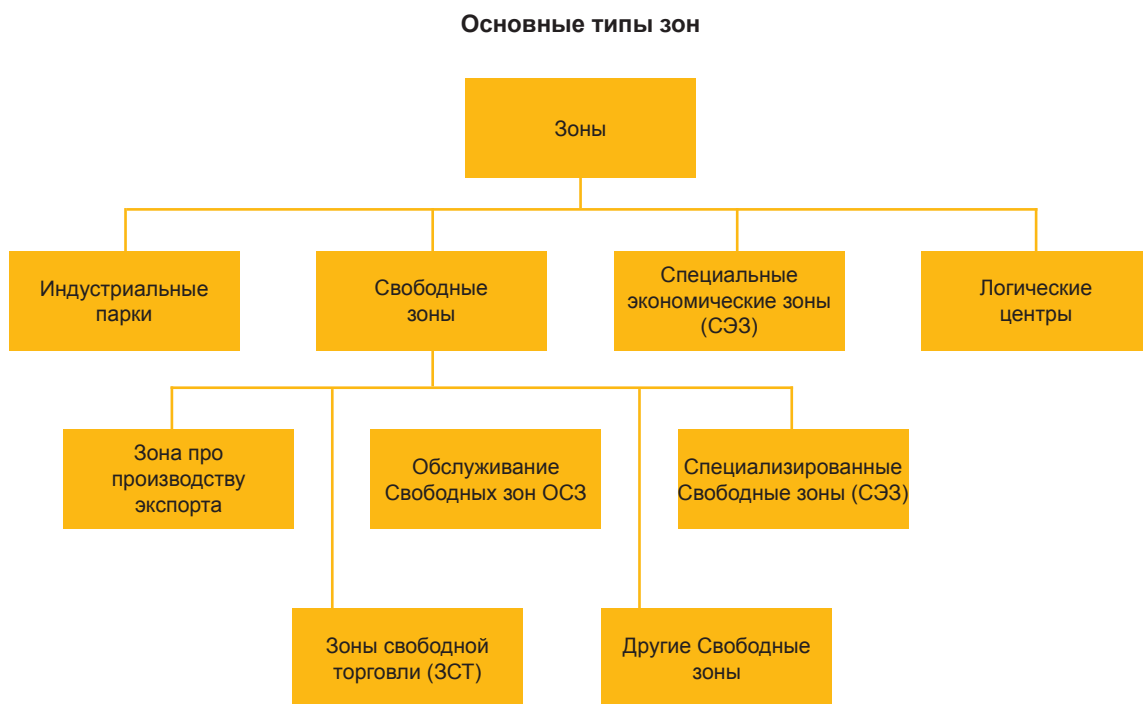 Основные типы зон
Зоны
Индустриальные
парки
Свободные
зоны
Специальные
экономические зоны
(СЭЗ)
Логические
центры
Зона про
производству
экспорта
Обслуживание
Свободных зон ОСЗ
Специализированные
Свободные зоны (СЭЗ)
Зоны свободной
торговли (ЗСТ)
Другие Свободные
зоны